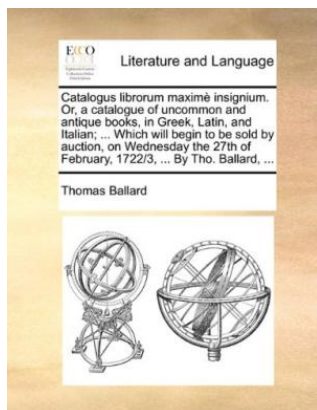 ECCO
Literature and Language
Catalogus librorum maximè insignium.
Or, a catalogue of uncommon and
antique books, in Greek, Latin, and
Italian; ... Which will begin to be sold by
auction, on Wednesday the 27th of
February, 1722/3, ... By Tho. Ballard, ...
Thomas Ballard